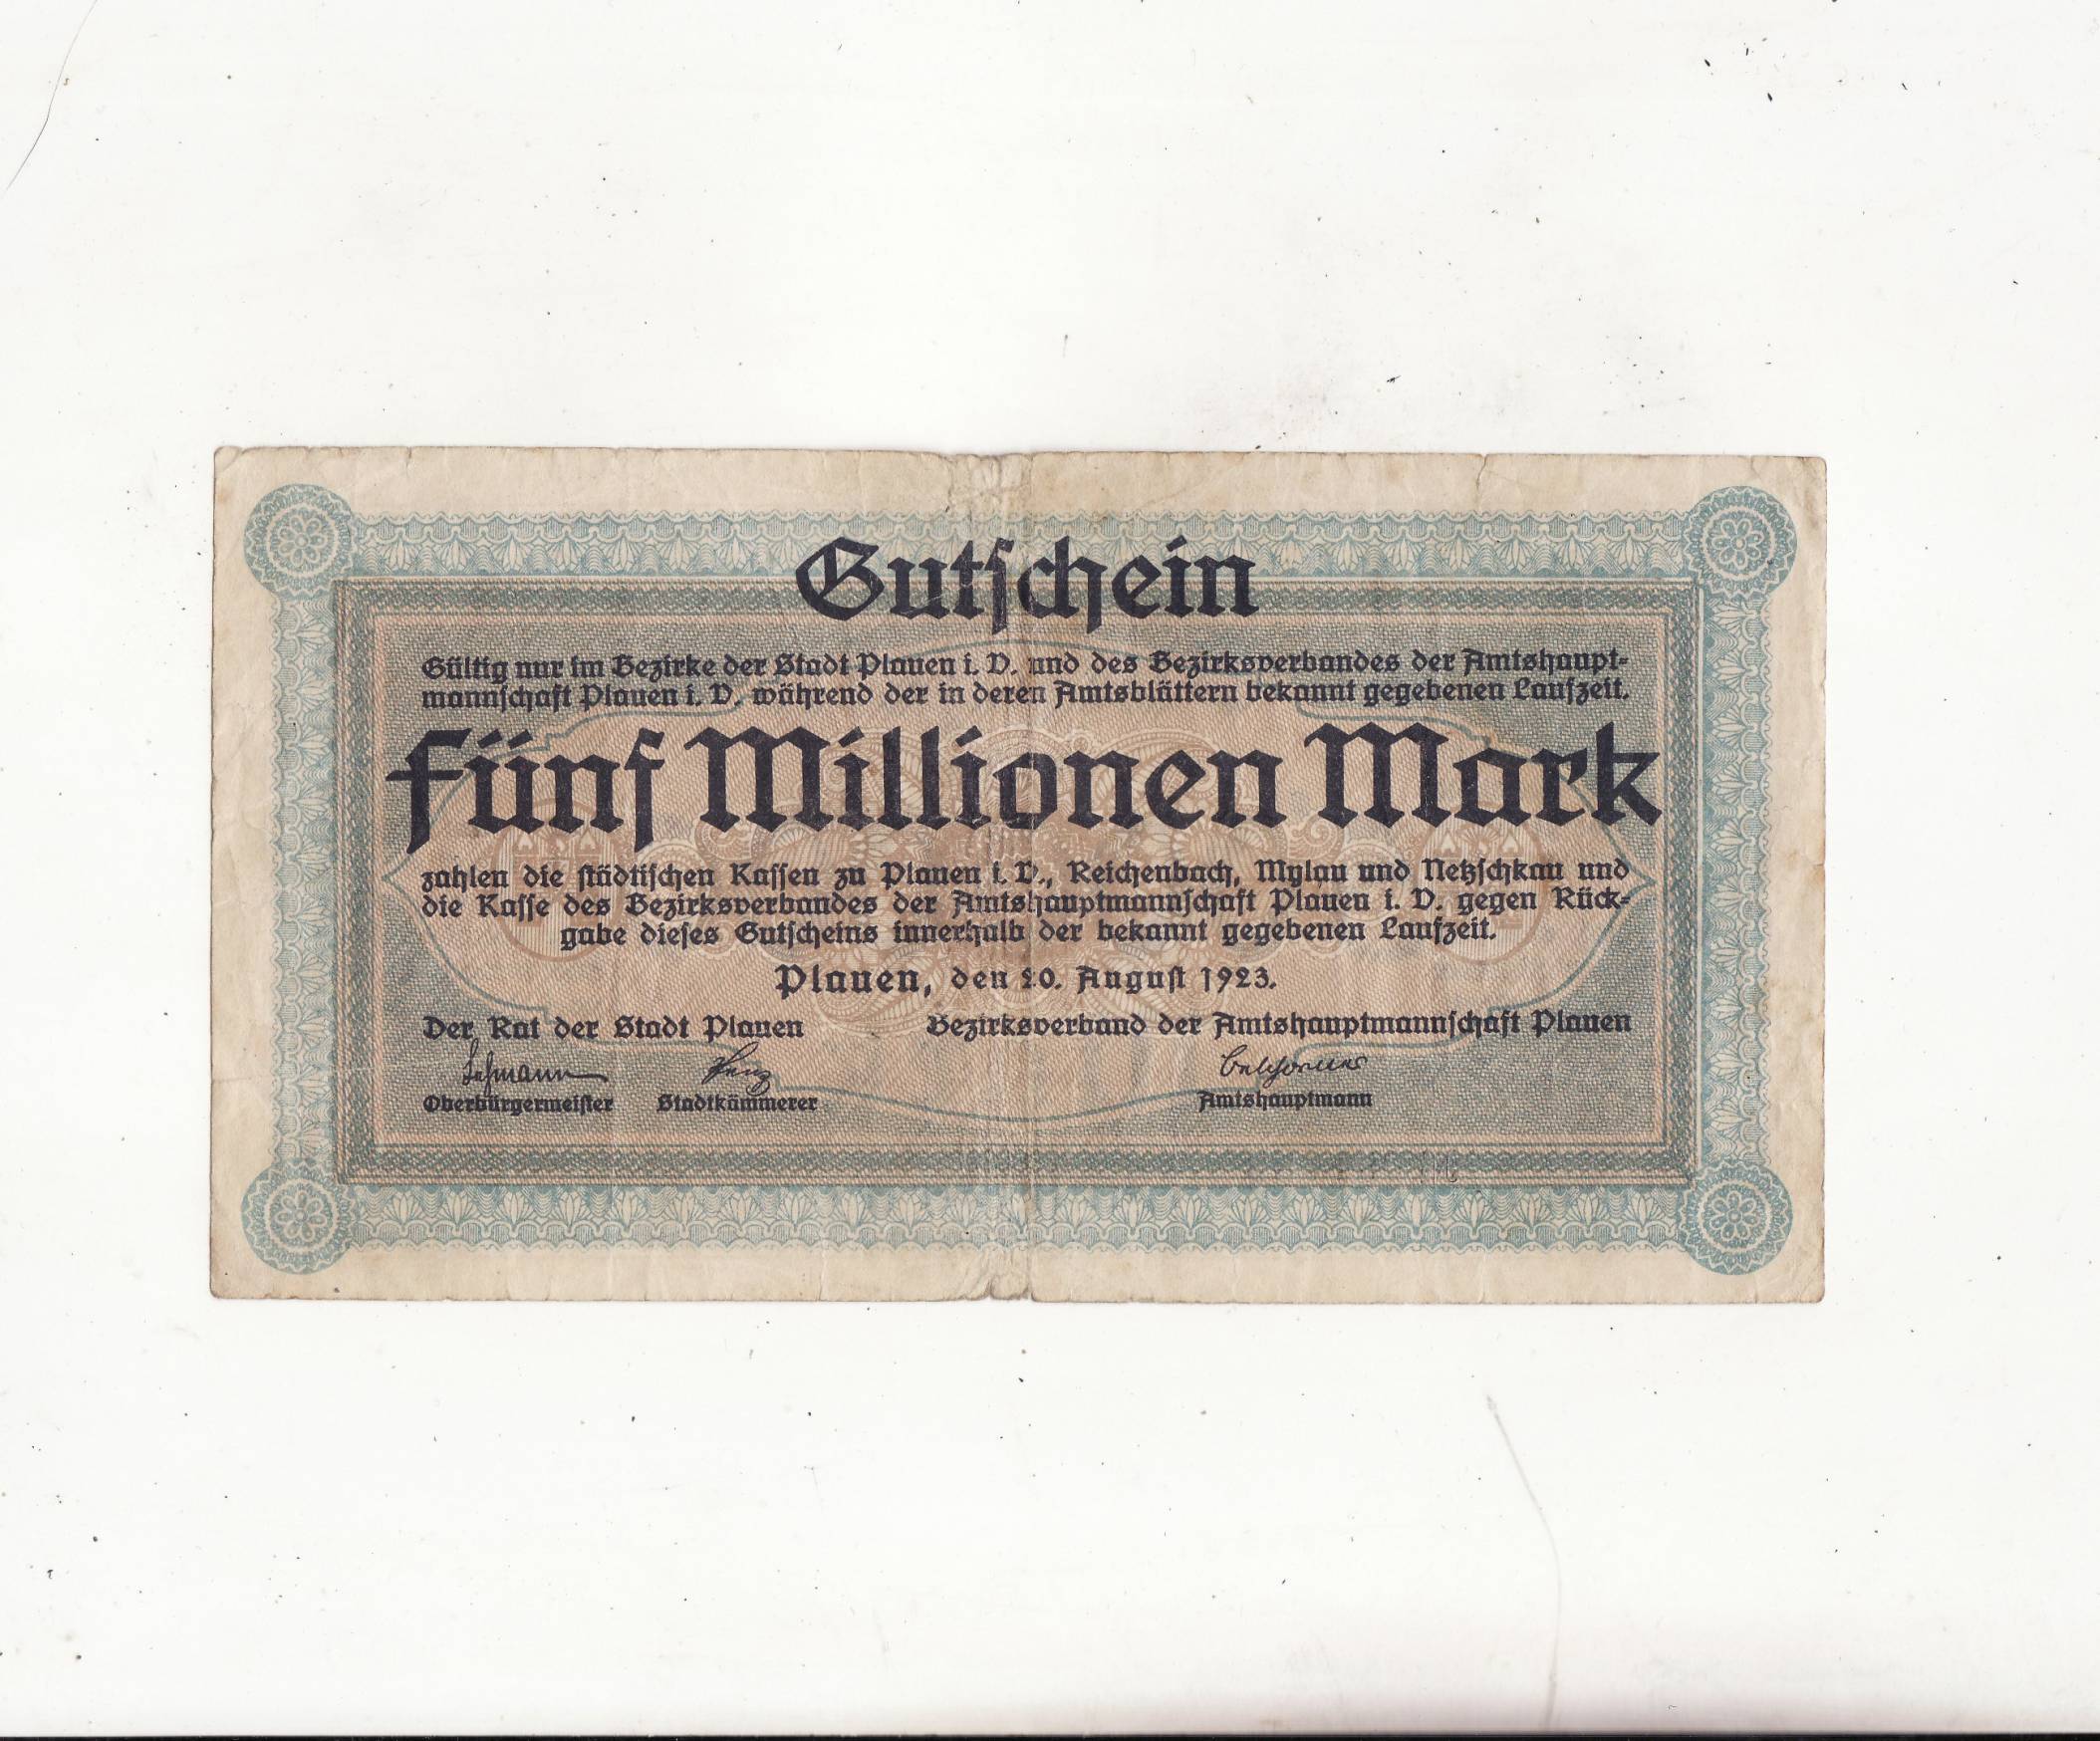 Gutschein
Gültig nur im Bezirke der Stadt Plauen i. V. und des Bezirksverbandes der Amtshaupt-
mannschaft Plauen i. V. während der in deren Amtsblättern bekannt gegebenen Laufzeit.
Fünf Millionen Mark
zahlen die städtischen Kassen zu Plauen i. V., Reichenbach, Mylau und Netzschkau und
die Kasse des Bezirksverbandes der Amtshauptmannschaft Plauen i. V. gegen Rück-
gabe dieses Gutscheins innerhalb der bekannt gegebenen Laufzeit.
Plauen, den 20. August 1923.
Der Rat der Stadt Plauen Bezirksverband der Amtshauptmannschaft Plauen
Lehmann
Oberbürgermeister Stadtkämmerer Amtshauptmann